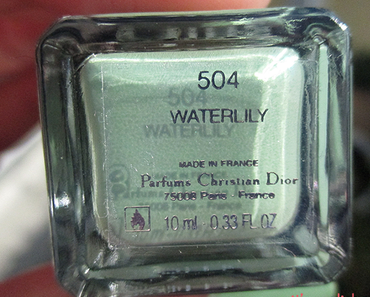 504
WATERLILY
MADE IN FRANCE
Parfums Christian Dior
75008 Paris - France
10 ml - 0.33 FL.OZ